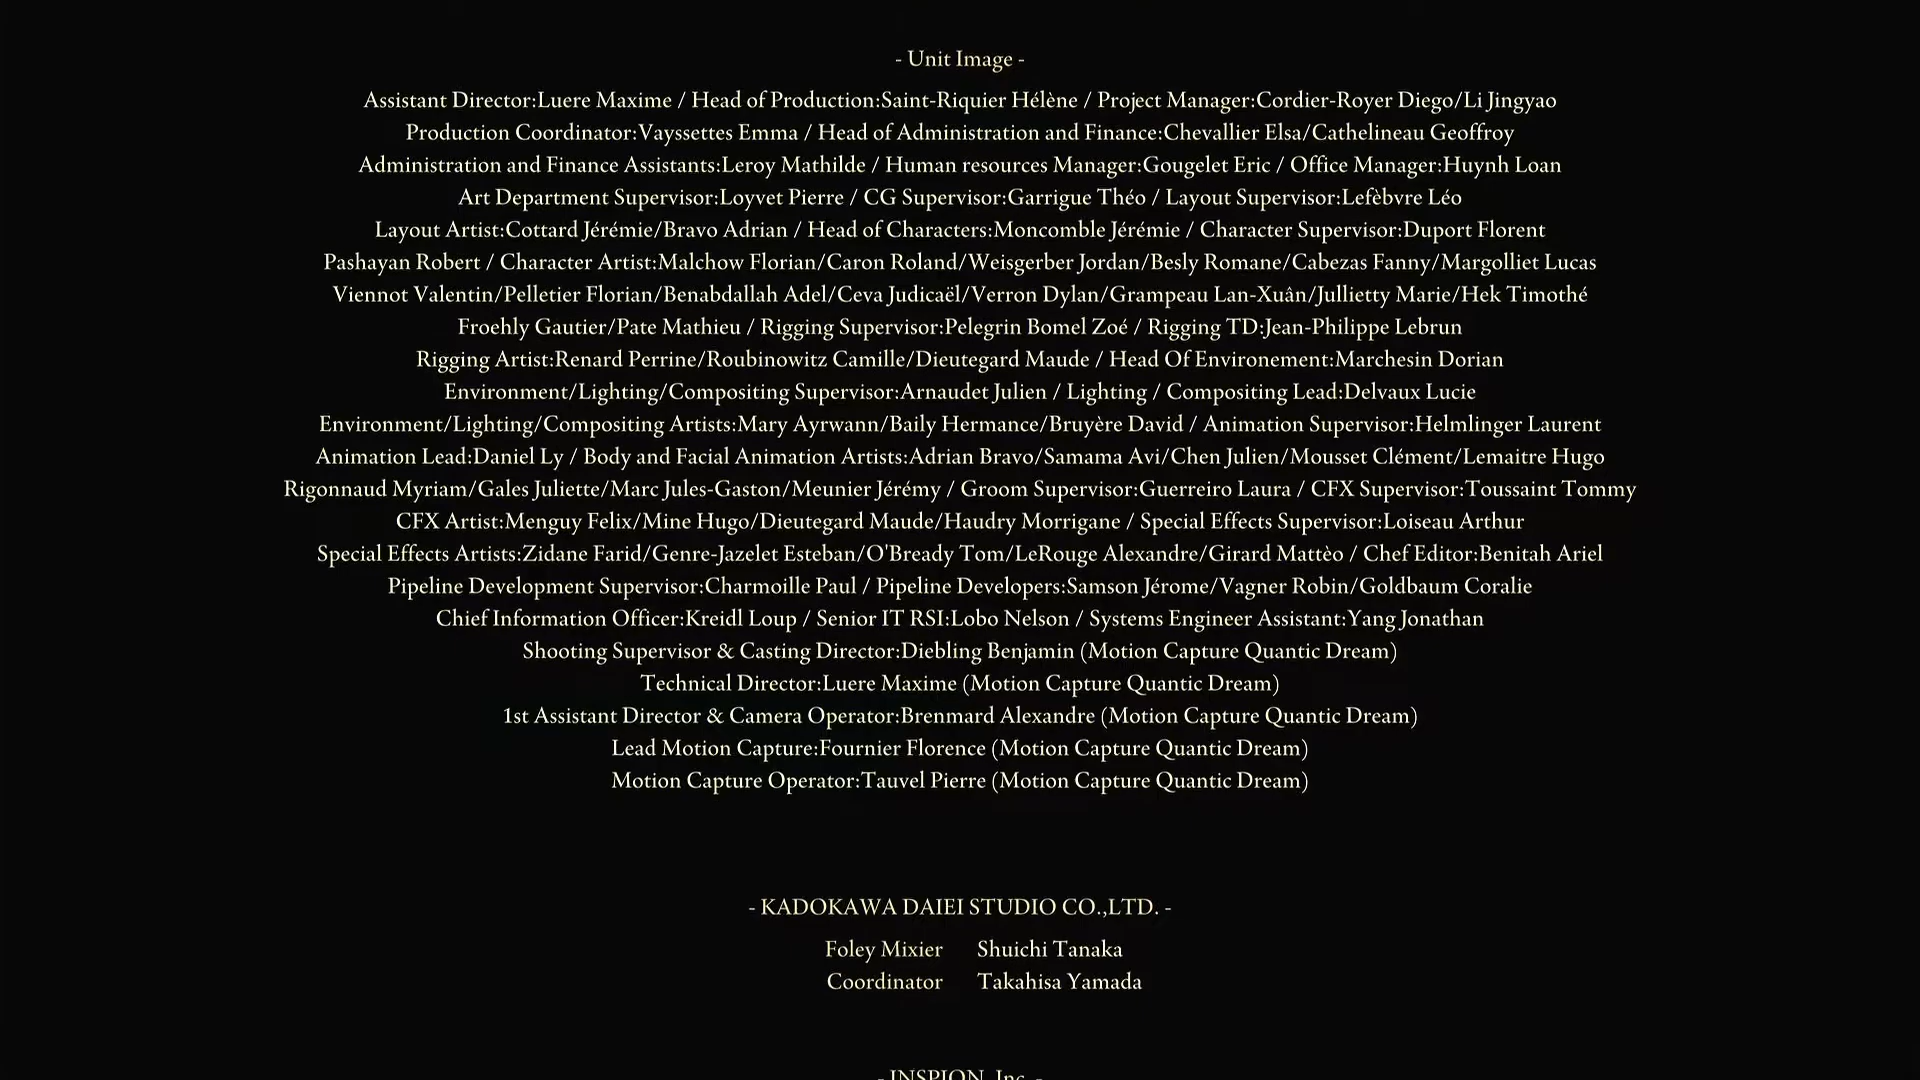 - Unit Image -
Assistant Director:Luere Maxime / Head of Production:Saint-Riquier Hélène / Project Manager:Cordier-Royer Diego/Li Jingyao
Production Coordinator:Vayssettes Emma / Head of Administration and Finance:Chevallier Elsa/Cathelineau Geoffroy
Administration and Finance Assistants:Leroy Mathilde / Human resources Manager:Gougelet Eric / Office Manager:Huynh Loan
Art Department Supervisor:Loyvet Pierre / CG Supervisor:Garrigue Théo / Layout Supervisor:Lefèbvre Léo
Layout Artist:Cottard Jérémie/Bravo Adrian / Head of Characters:Moncomble Jérémie / Character Supervisor:Duport Florent
Pashayan Robert / Character Artist:Malchow Florian/Caron Roland/Weisgerber Jordan/Besly Romane/Cabezas Fanny/Margolliet Lucas
Viennot Valentin/Pelletier Florian/Benabdallah Adel/Ceva Judicaël/Verron Dylan/Grampeau Lan-Xuân/Jullietty Marie/Hek Timothé
Froehly Gautier/Pate Mathieu / Rigging Supervisor:Pelegrin Bomel Zoé / Rigging TD:Jean-Philippe Lebrun
Rigging Artist:Renard Perrine/Roubinowitz Camille/Dieutegard Maude / Head Of Environement:Marchesin Dorian
Environment/Lighting/Compositing Supervisor:Arnaudet Julien / Lighting / Compositing Lead:Delvaux Lucie
Environment/Lighting/Compositing Artists:Mary Ayrwann/Baily Hermance/Bruyère David / Animation Supervisor:Helmlinger Laurent
Animation Lead:Daniel Ly / Body and Facial Animation Artists:Adrian Bravo/Samama Avi/Chen Julien/Mousset Clément/Lemaitre Hugo
Rigonnaud Myriam/Gales Juliette/Marc Jules-Gaston/Meunier Jérémy / Groom Supervisor:Guerreiro Laura / CFX Supervisor:Toussaint Tommy
CFX Artist:Menguy Felix/Mine Hugo/Dieutegard Maude/Haudry Morrigane / Special Effects Supervisor:Loiseau Arthur
Special Effects Artists:Zidane Farid/Genre-Jazelet Esteban/O'Bready Tom/LeRouge Alexandre/Girard Mattèo / Chef Editor:Benitah Ariel
Pipeline Development Supervisor:Charmoille Paul / Pipeline Developers:Samson Jérome/Vagner Robin/Goldbaum Coralie
Chief Information Officer:Kreidl Loup / Senior IT RSI:Lobo Nelson / Systems Engineer Assistant:Yang Jonathan
Shooting Supervisor & Casting Director:Diebling Benjamin (Motion Capture Quantic Dream)
Technical Director:Luere Maxime (Motion Capture Quantic Dream)
1st Assistant Director & Camera Operator:Brenmard Alexandre (Motion Capture Quantic Dream)
Lead Motion Capture:Fournier Florence (Motion Capture Quantic Dream)
Motion Capture Operator:Tauvel Pierre (Motion Capture Quantic Dream)
- KADOKAWA DAIEI STUDIO CO.,LTD. -
Foley Mixier Shuichi Tanaka
Coordinator Takahisa Yamada
- INSPION, Inc. -